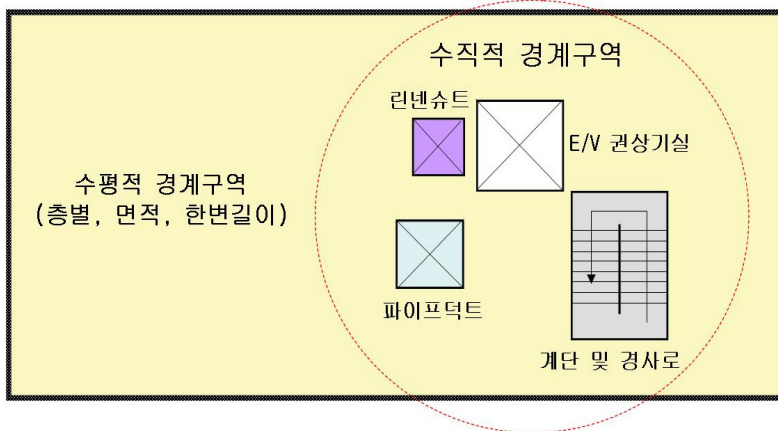 수직적 경계구역
린넨슈트
E/V 권상기실
수평적 경계구역
(층별, 면적, 한변길이)
파이프덕트
계단 및 경사로